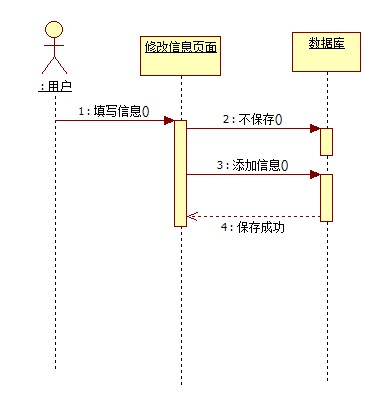 修改信息页面
数据库
: 用户
1 : 填写信息()
2 : 不保存()
3 : 添加信息()
4 : 保存成功